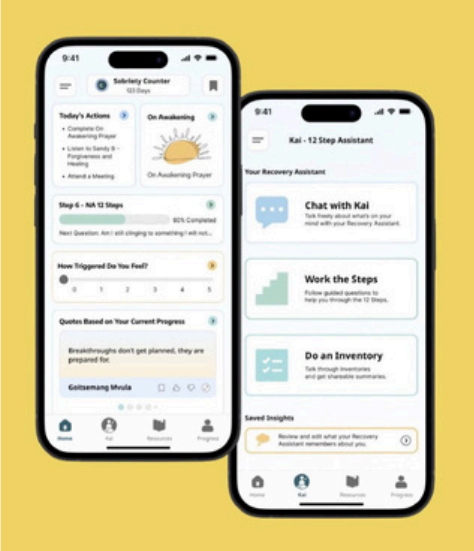 9:41
Sobriety Counter
123 Days
Today's Actions
• Complete On
Awakening Prayer
• Listen to Sandy B -
Forgiveness and
Healing
• Attend a Meeting
On Awakening
On Awakening Prayer
Step 6 - NA 12 Steps
60% Completed
Next Question: Am I still clinging to something I will not...
How Triggered Do You Feel?
0 1 2 3 4 5
Quotes Based on Your Current Progress
Breakthroughs don't get planned, they are
prepared for.
Goitsemang Mvula
Home Kai Resources Progress
9:41
Kai - 12 Step Assistant
Your Recovery Assistant
Chat with Kai
Talk freely about what's on your
mind with your Recovery Assistant.
Work the Steps
Follow guided questions to
help you through the 12 Steps.
Do an Inventory
Talk through inventories
and get shareable summaries.
Saved Insights
Review and edit what your Recovery
Assistant remembers about you.
Home Kai Resources Progress